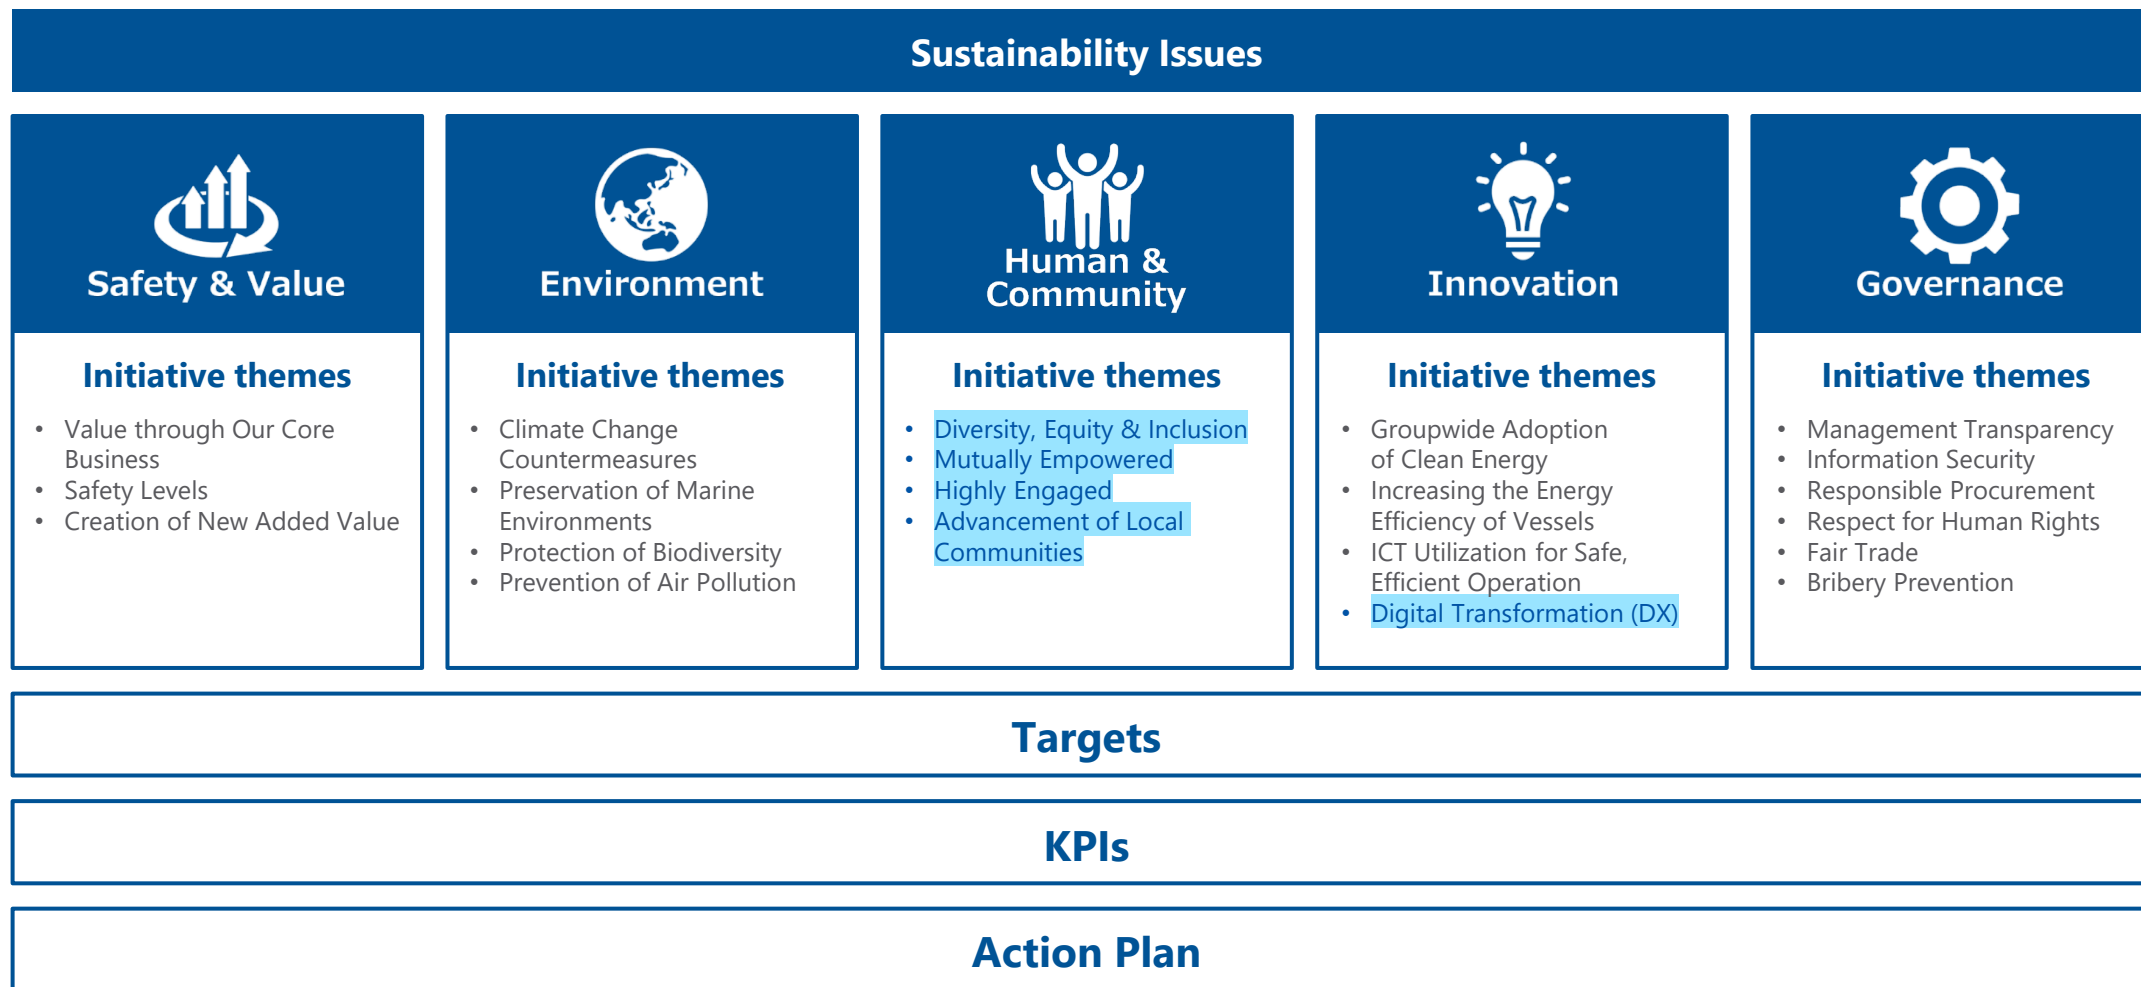 Sustainability Issues
Safety & Value
Initiative themes
• Value through Our Core
Business
• Safety Levels
• Creation of New Added Value
Environment
Initiative themes
• Climate Change
Countermeasures
• Preservation of Marine
Environments
• Protection of Biodiversity
• Prevention of Air Pollution
Human &
Community
Initiative themes
• Diversity, Equity & Inclusion
• Mutually Empowered
• Highly Engaged
• Advancement of Local
Communities
Innovation
Initiative themes
• Groupwide Adoption
of Clean Energy
• Increasing the Energy
Efficiency of Vessels
• ICT Utilization for Safe,
Efficient Operation
• Digital Transformation (DX)
Governance
Initiative themes
• Management Transparency
• Information Security
• Responsible Procurement
• Respect for Human Rights
• Fair Trade
• Bribery Prevention
Targets
KPIs
Action Plan